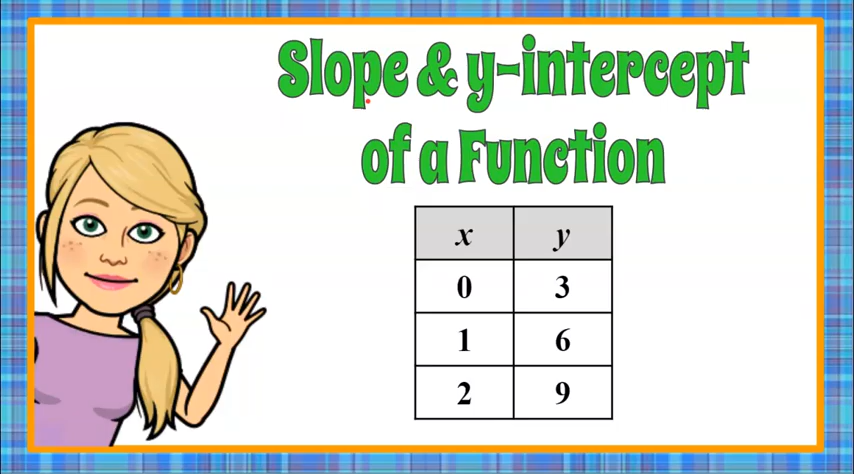 Slope & y-intercept
of a Function
x y
0 3
1 6
2 9